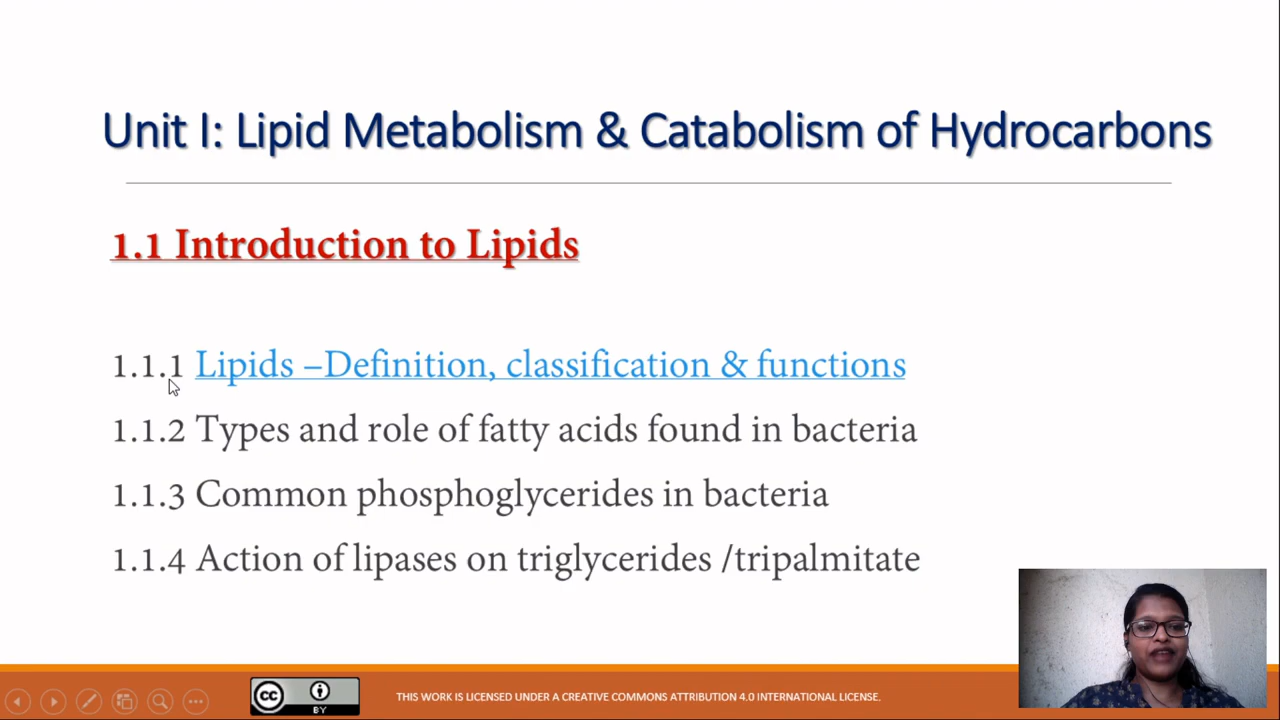 Unit I: Lipid Metabolism & Catabolism of Hydrocarbons
1.1 Introduction to Lipids
1.1.1 Lipids –Definition, classification & functions
1.1.2 Types and role of fatty acids found in bacteria
1.1.3 Common phosphoglycerides in bacteria
1.1.4 Action of lipases on triglycerides /tripalmitate
cc BY
THIS WORK IS LICENSED UNDER A CREATIVE COMMONS ATTRIBUTION 4.0 INTERNATIONAL LICENSE.